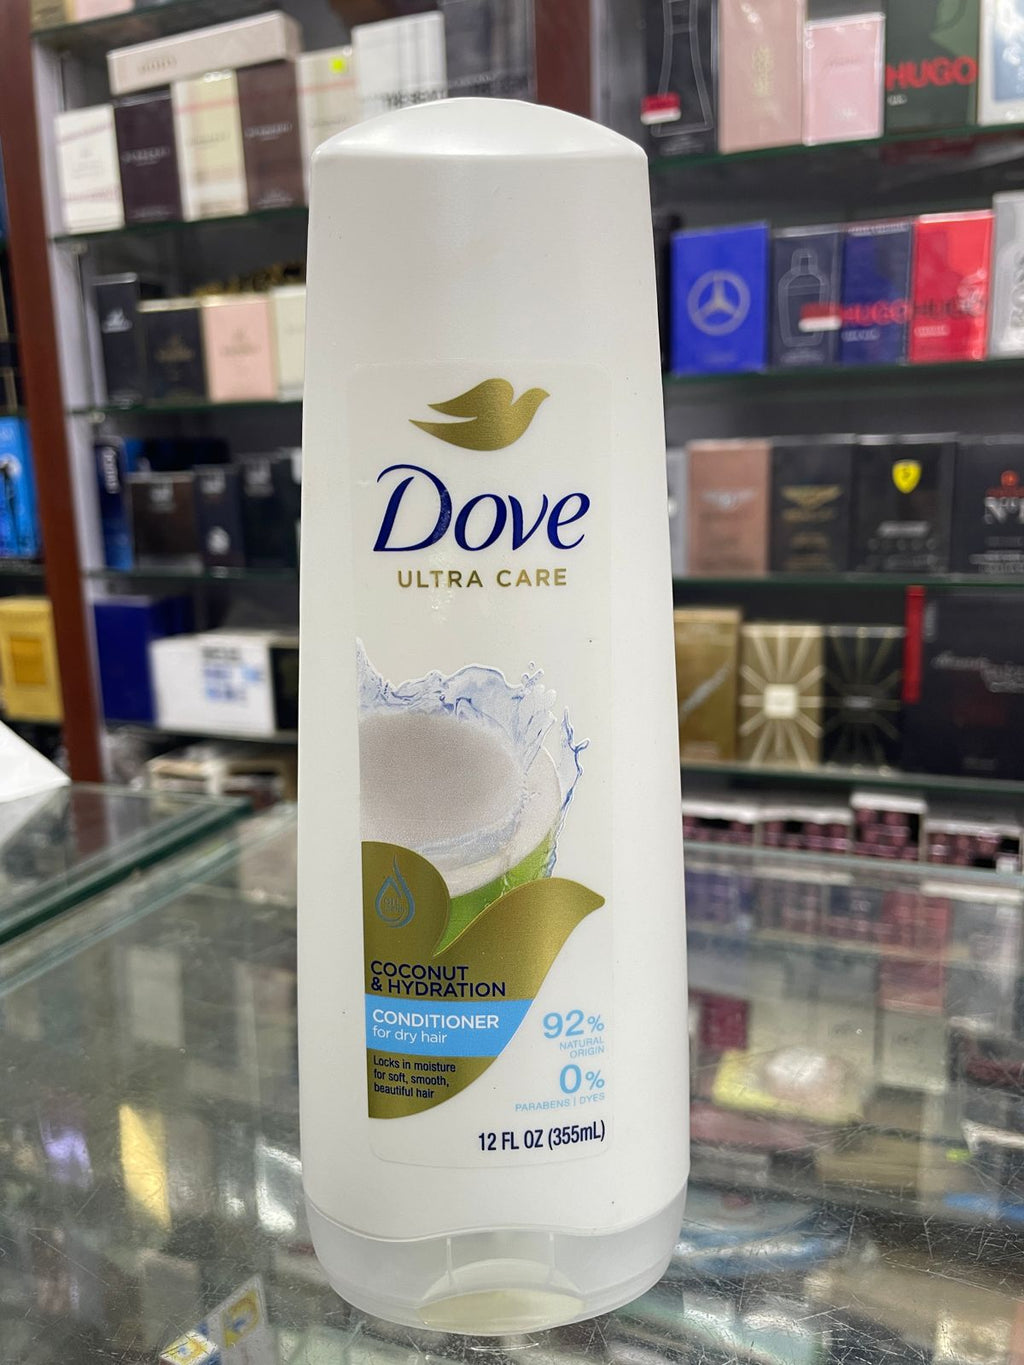 Dove
ULTRA CARE
COCONUT
& HYDRATION
CONDITIONER
for dry hair
Locks in moisture
for soft, smooth,
beautiful hair
92%
NATURAL
ORIGIN
0%
PARABENS | DYES
12 FL OZ (355mL)
HUGO
HUGO
HUGO